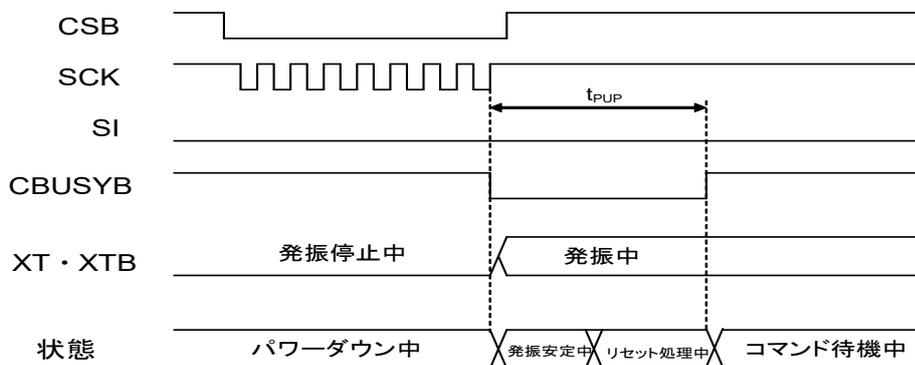 CSB
SCK
tPUP
SI
CBUSYB
XT・XTB 発振停止中 発振中
状態 パワーダウン中 発振安定中 リセット処理中 コマンド待機中